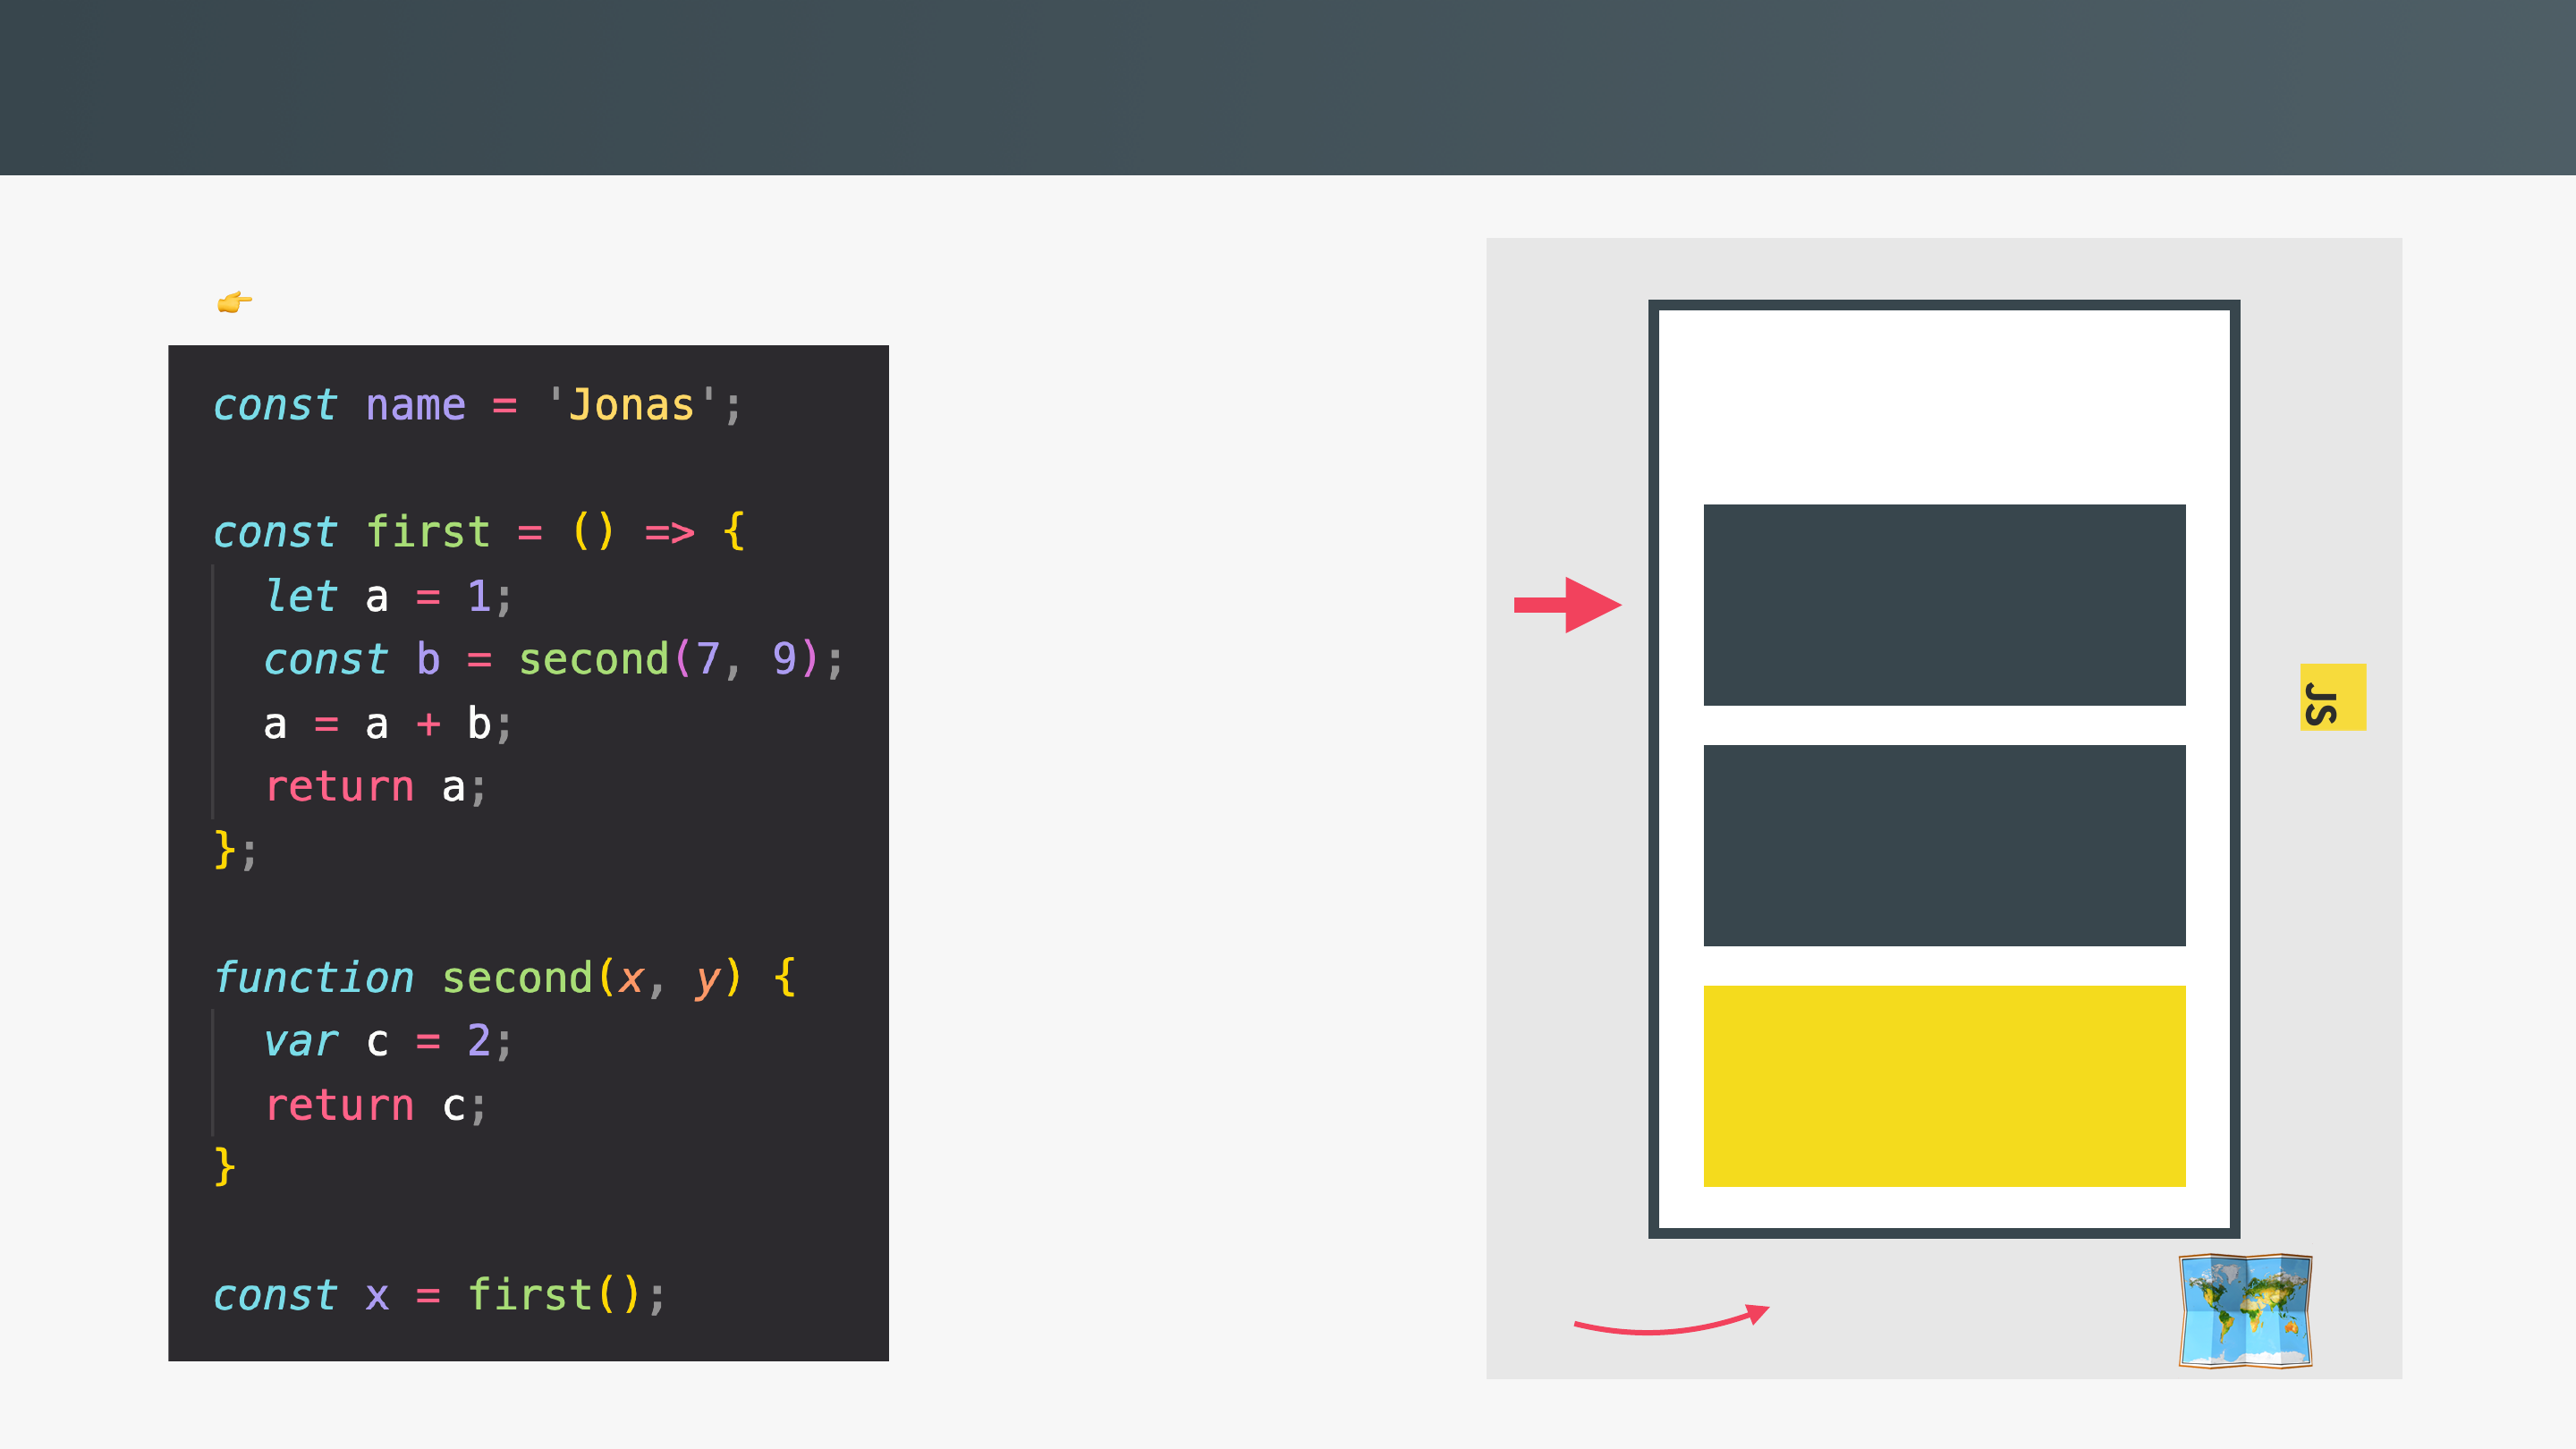 const name = 'Jonas';
const first = () => {
  let a = 1;
  const b = second(7, 9);
  a = a + b;
  return a;
};
function second(x, y) {
  var c = 2;
  return c;
}
const x = first();
JS